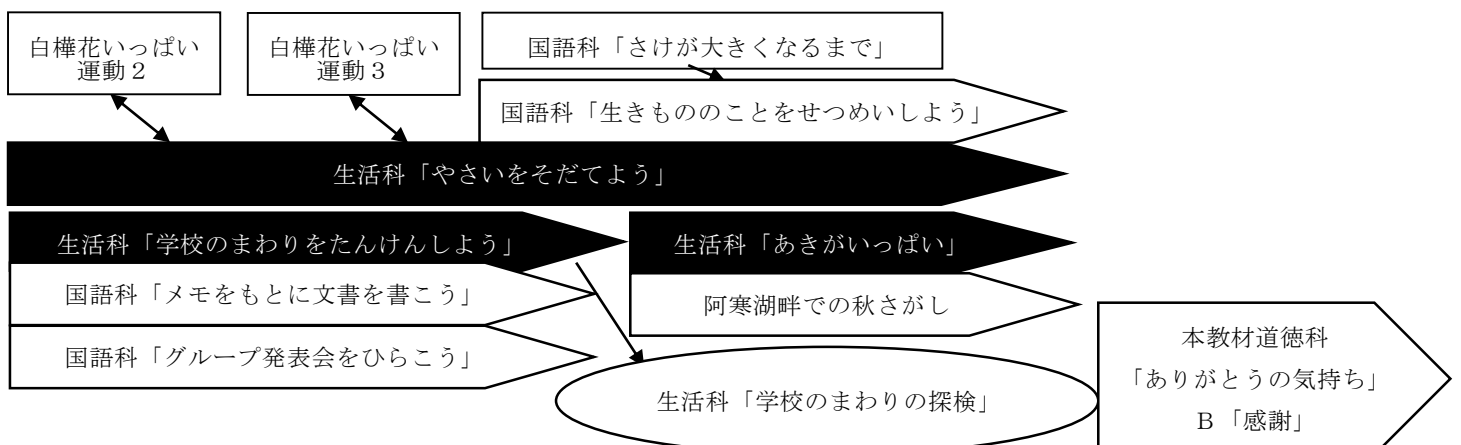 白樺花いっぱい
運動２
白樺花いっぱい
運動３
国語科「さけが大きくなるまで」
国語科「生きもののことをせつめいしよう」
生活科「やさいをそだてよう」
生活科「学校のまわりをたんけんしよう」
生活科「あきがいっぱい」
国語科「メモをもとに文書を書こう」
阿寒湖畔での秋さがし
国語科「グループ発表会をひらこう」
生活科「学校のまわりの探検」
本教材道徳科
「ありがとうの気持ち」
Ｂ「感謝」